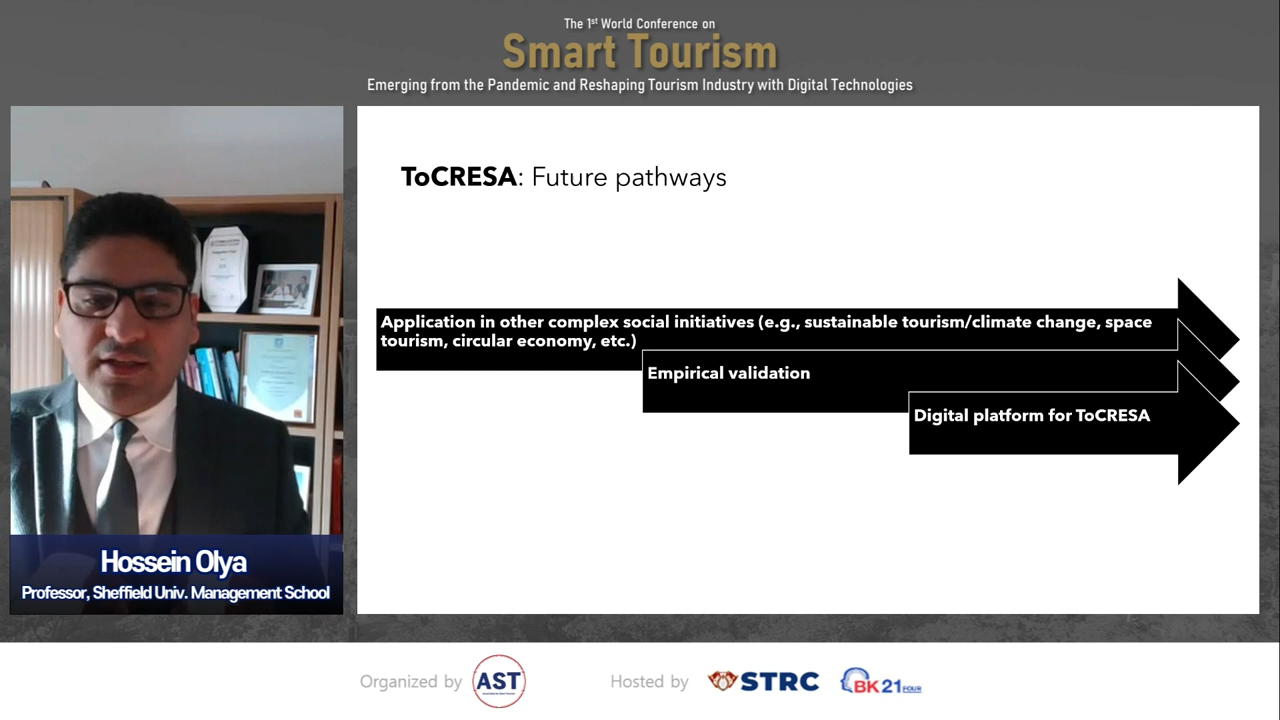 The 1st World Conference on
Smart Tourism
Emerging from the Pandemic and Reshaping Tourism Industry with Digital Technologies
ToCRESA: Future pathways
Application in other complex social initiatives (e.g., sustainable tourism/climate change, space
tourism, circular economy, etc.)
Empirical validation
Digital platform for ToCRESA
Hossein Olya
Professor, Sheffield Univ. Management School
Organized by
AST
Hosted by
STRC
BK21 FOUR